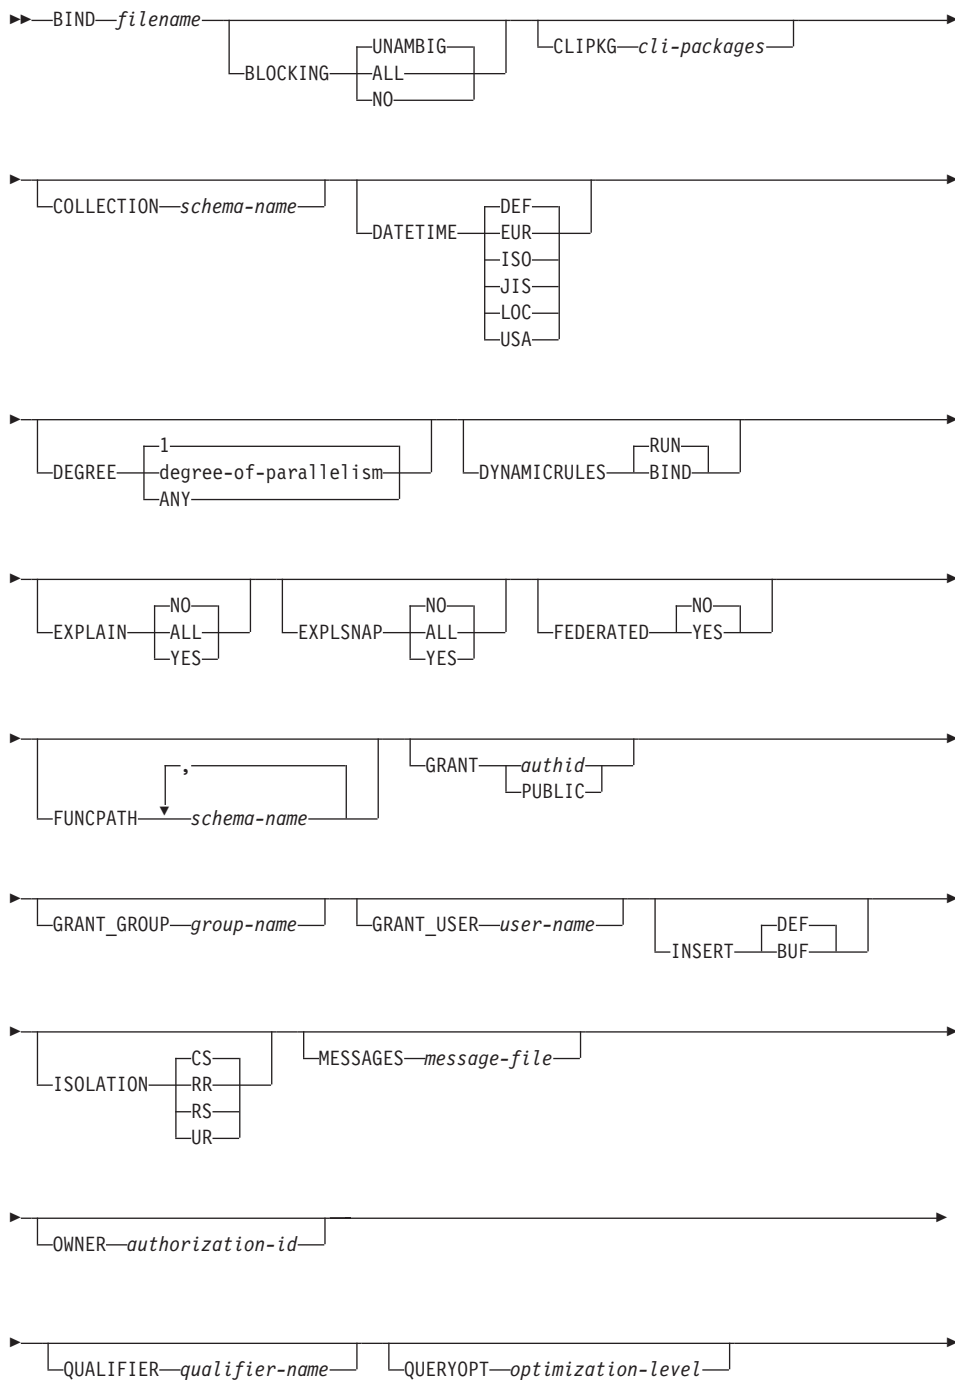 BIND filename
UNAMBIG
CLIPKG cli-packages
BLOCKING ALL
NO
COLLECTION schema-name
DEF
DATETIME EUR
ISO
JIS
LOC
USA
1
RUN
DEGREE degree-of-parallelism
DYNAMICRULES BIND
ANY
NO
NO
NO
EXPLAIN ALL
EXPLSNAP ALL
FEDERATED YES
YES
YES
GRANT authid
,
PUBLIC
FUNCPATH schema-name
GRANT_GROUP group-name
GRANT_USER user-name
DEF
INSERT BUF
CS
MESSAGES message-file
ISOLATION RR
RS
UR
OWNER authorization-id
QUALIFIER qualifier-name
QUERYOPT optimization-level